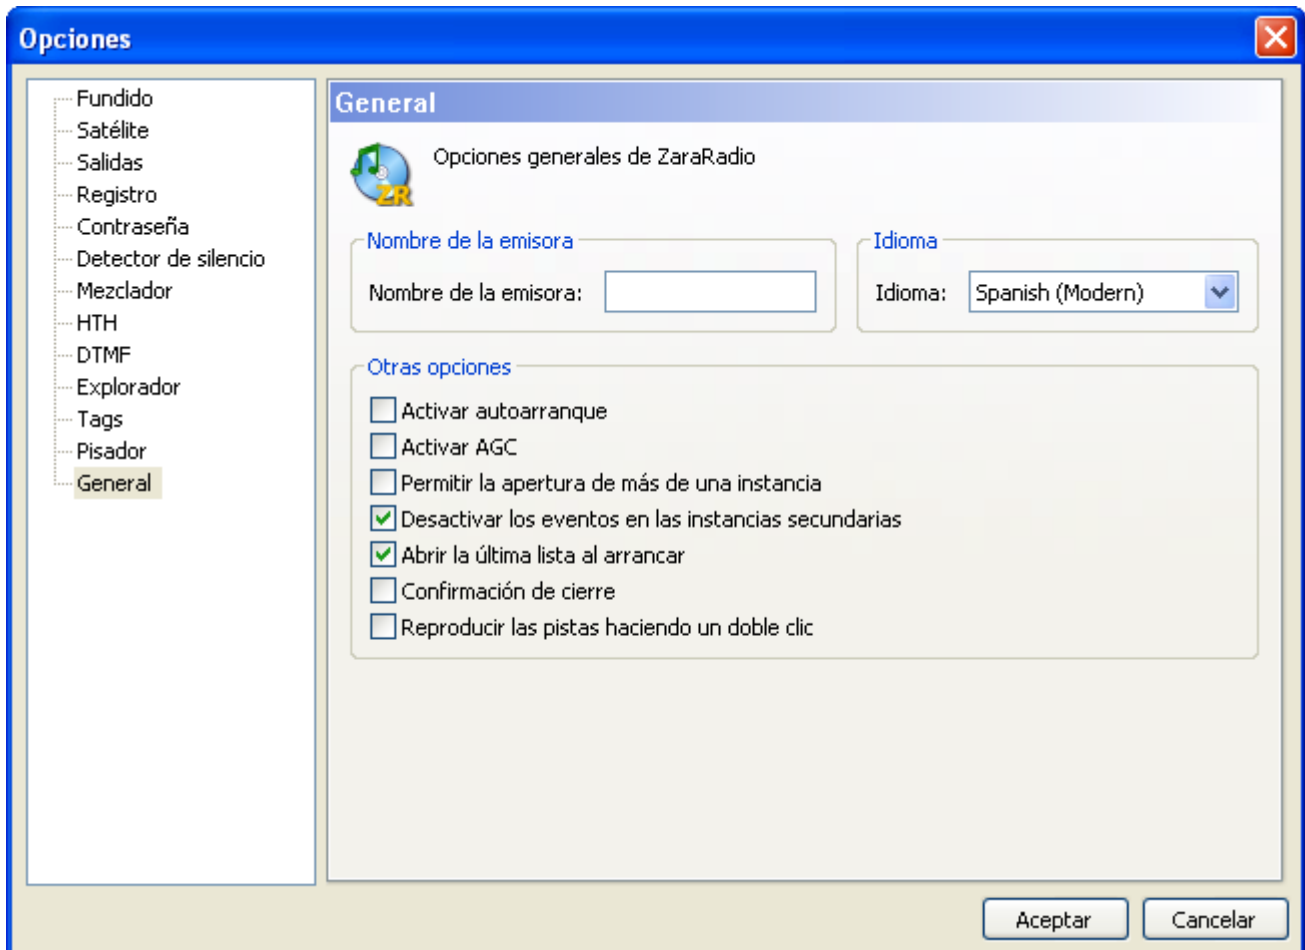 Opciones
Fundido
Satélite
Salidas
Registro
Contraseña
Detector de silencio
Mezclador
HTH
DTMF
Explorador
Tags
Pisador
General
General
ZR
Opciones generales de ZaraRadio
Nombre de la emisora
Nombre de la emisora:
Idioma
Idioma: Spanish (Modern)
Otras opciones
Activar autoarranque
Activar AGC
Permitir la apertura de más de una instancia
Desactivar los eventos en las instancias secundarias
Abrir la última lista al arrancar
Confirmación de cierre
Reproducir las pistas haciendo un doble clic
Aceptar Cancelar